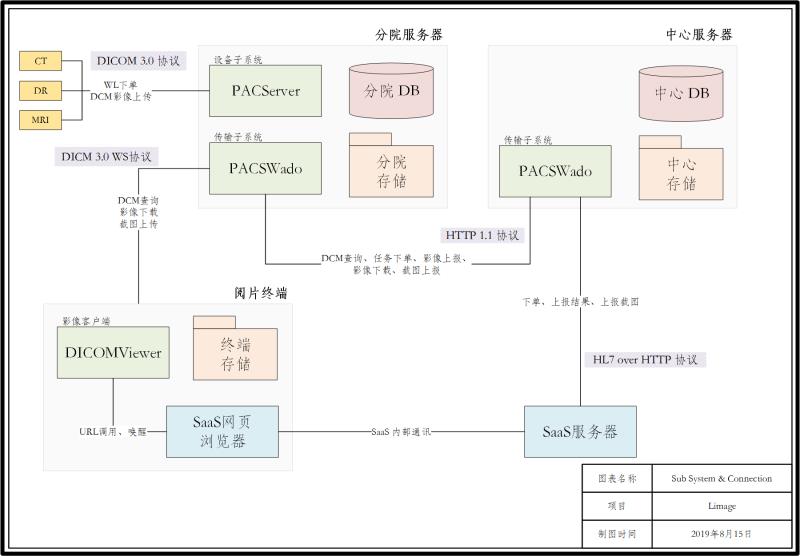 分院服务器
中心服务器
CT
DR
MRI
DICOM 3.0 协议
WL下单
DCM影像上传
设备子系统
PACServer
分院 DB
中心 DB
传输子系统
PACSWado
分院
存储
传输子系统
PACSWado
中心
存储
DICM 3.0 WS协议
DCM查询
影像下载
截图上传
HTTP 1.1 协议
DCM查询、任务下单、影像上报、
影像下载、截图上报
阅片终端
影像客户端
DICOMViewer
终端
存储
下单、上报结果、上报截图
HL7 over HTTP 协议
URL调用、唤醒
SaaS网页
浏览器
SaaS 内部通讯
SaaS服务器
图表名称
Sub System & Connection
项目
Limage
制图时间
2019年8月15日